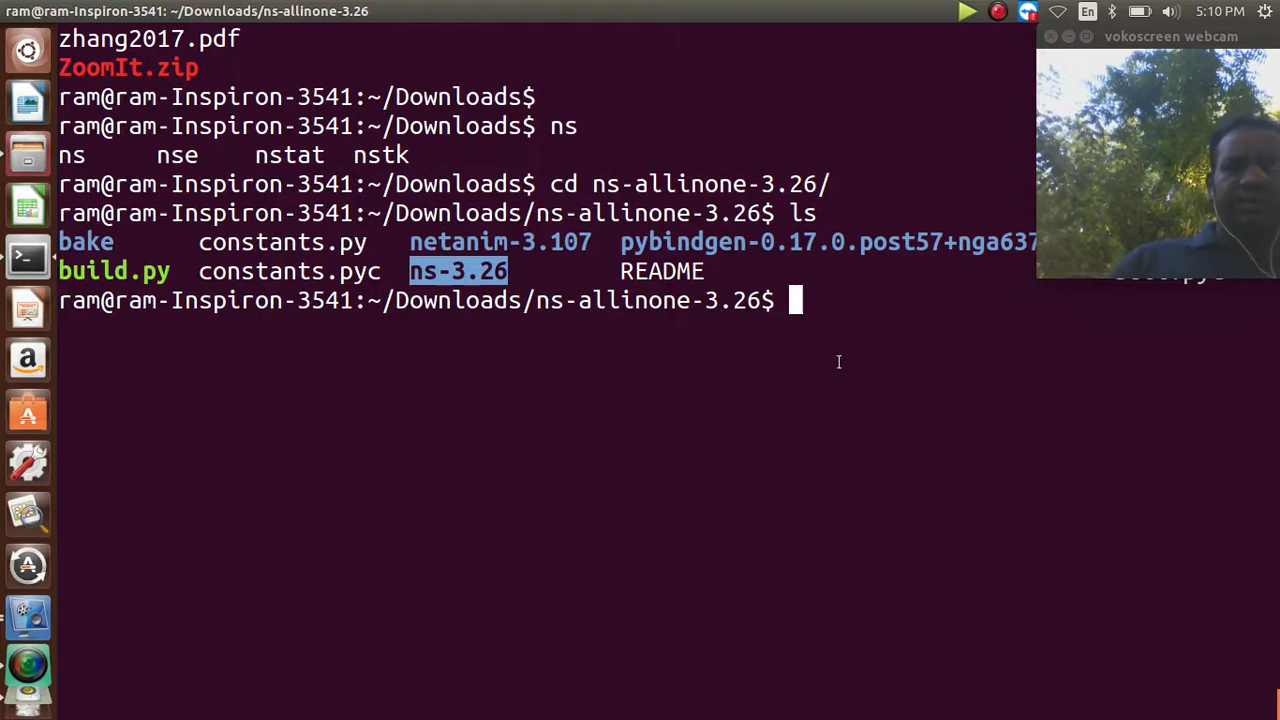 ram@ram-Inspiron-3541: ~/Downloads/ns-allinone-3.26
En
5:10 PM
vokoscreen webcam
zhang2017.pdf
ZoomIt.zip
ram@ram-Inspiron-3541:~/Downloads$
ram@ram-Inspiron-3541:~/Downloads$ ns
ns nse nstat nstk
ram@ram-Inspiron-3541:~/Downloads$ cd ns-allinone-3.26/
ram@ram-Inspiron-3541:~/Downloads/ns-allinone-3.26$ ls
bake constants.py netanim-3.107 pybindgen-0.17.0.post57+nga637
build.py constants.pyc ns-3.26 README
ram@ram-Inspiron-3541:~/Downloads/ns-allinone-3.26$